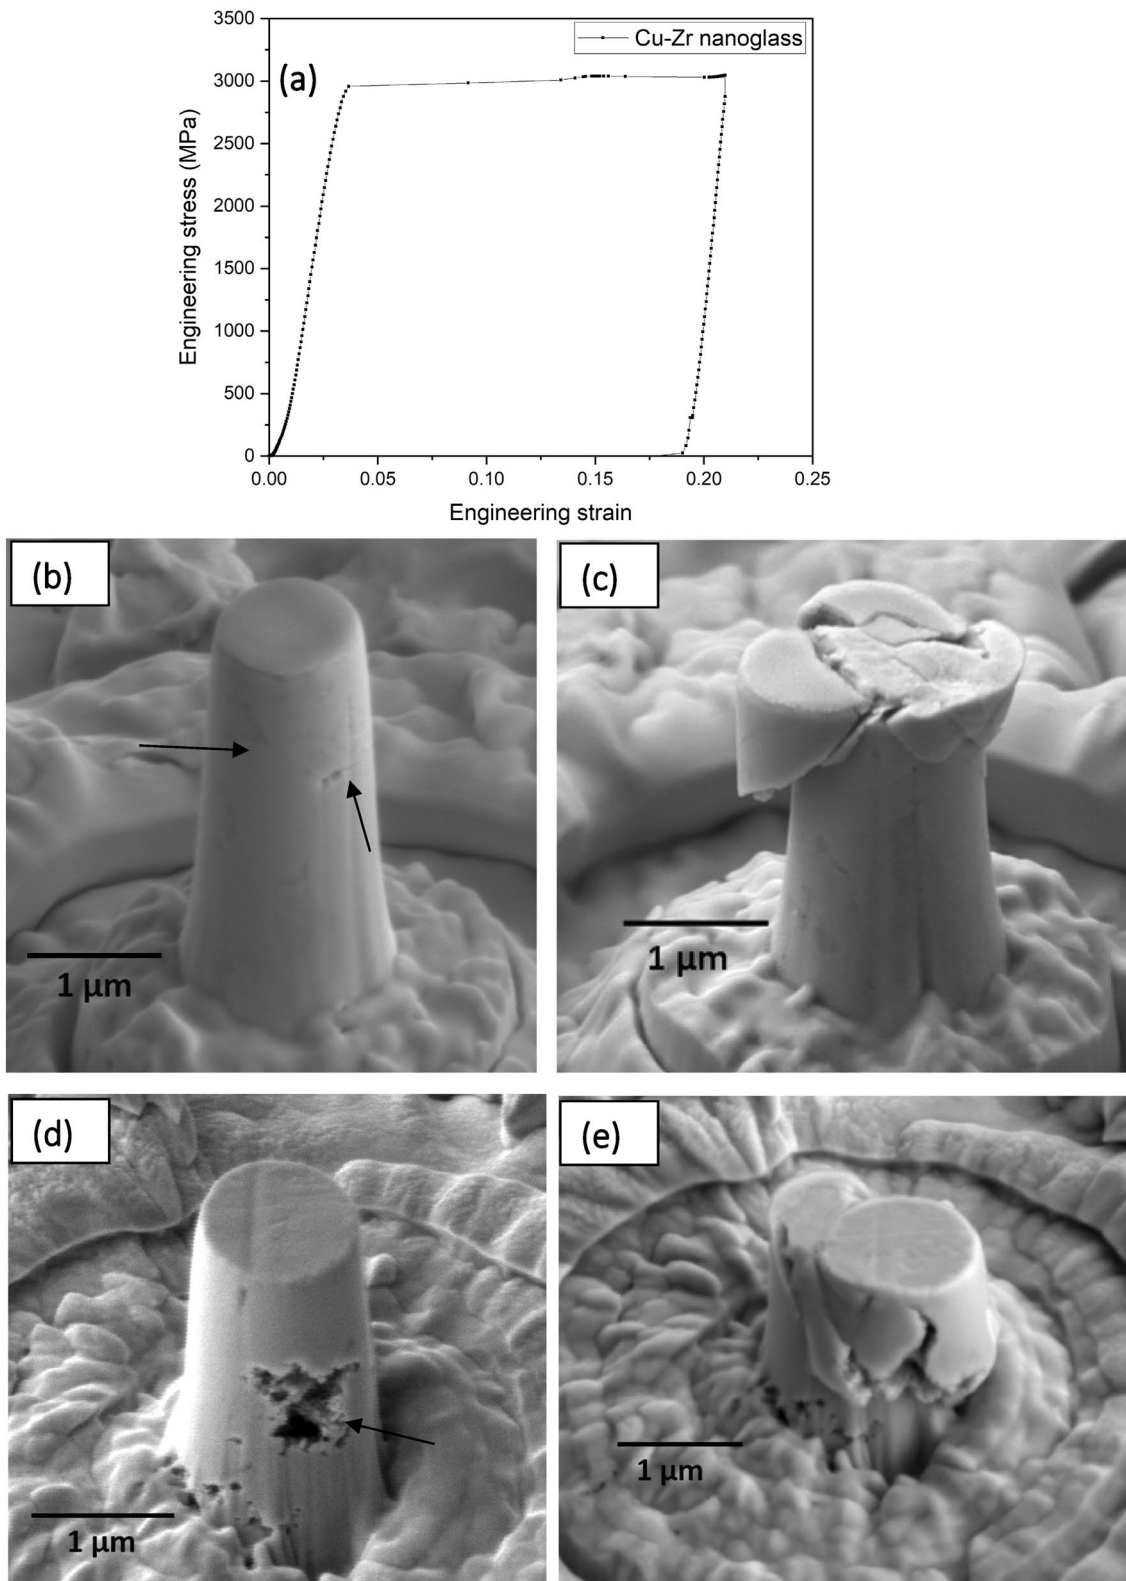 3500
Cu-Zr nanoglass
(a)
3000
2500
2000
1500
1000
500
0
Engineering stress (MPa)
0.00 0.05 0.10 0.15 0.20 0.25
Engineering strain
(b)
1 μm
(c)
1 μm
(d)
1 μm
(e)
1 μm